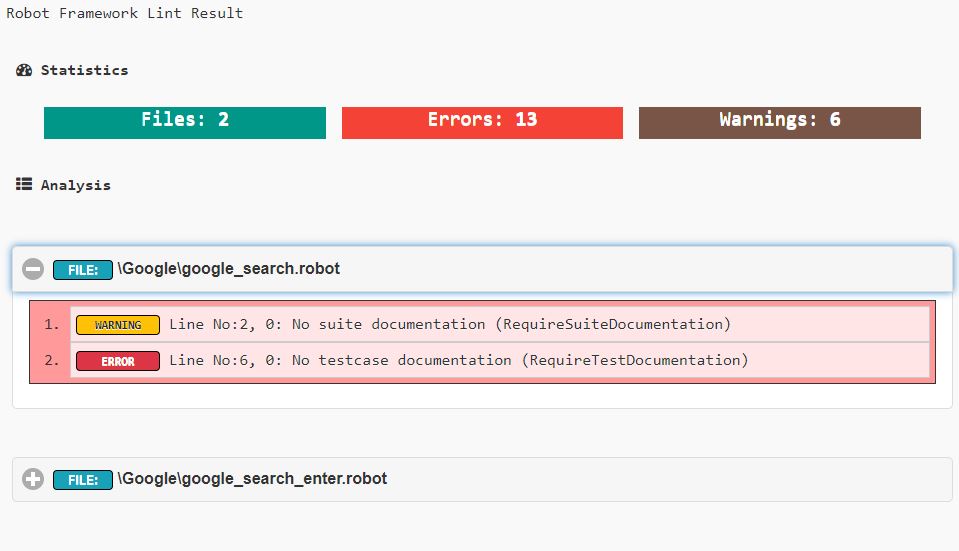 Robot Framework Lint Result
Statistics
Files: 2 Errors: 13 Warnings: 6
Analysis
FILE: \Google\google_search.robot
1. WARNING Line No:2, 0: No suite documentation (RequireSuiteDocumentation)
2. ERROR Line No:6, 0: No testcase documentation (RequireTestDocumentation)
FILE: \Google\google_search_enter.robot